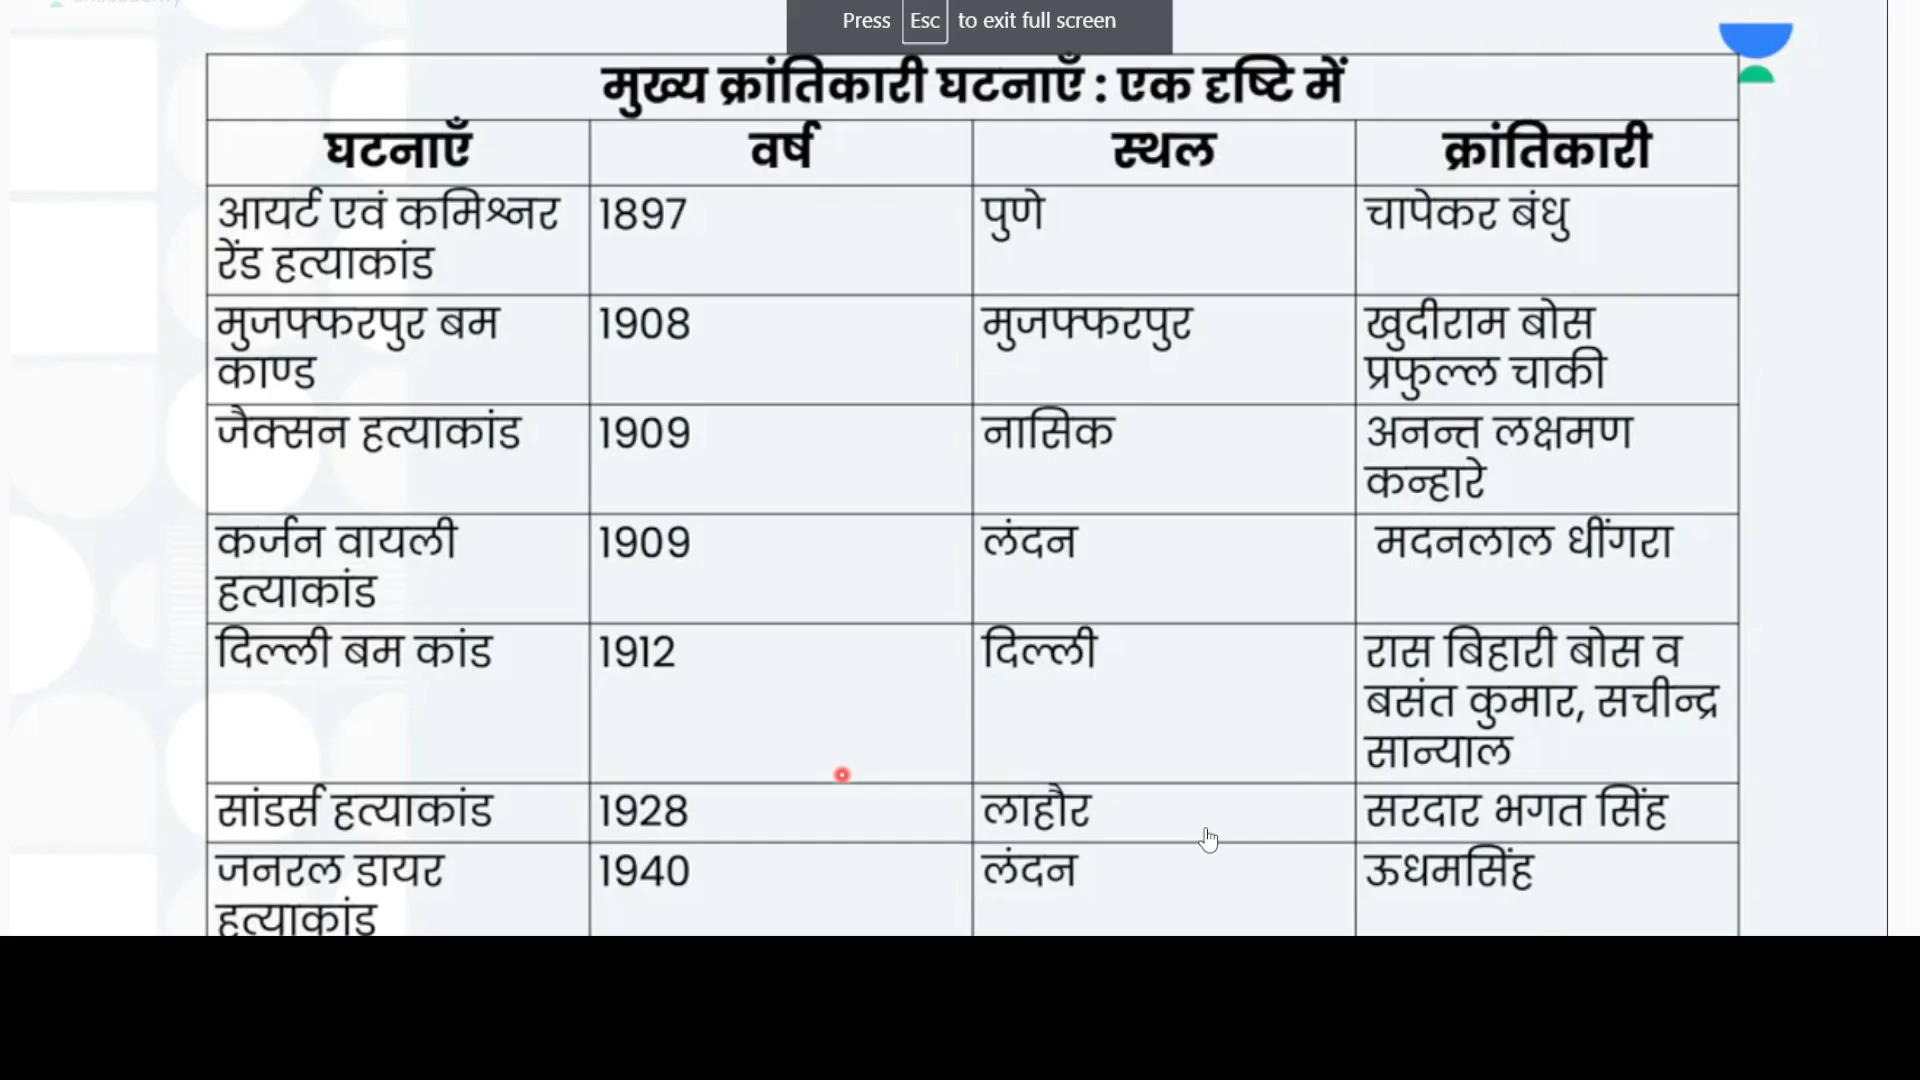 Press Esc to exit full screen
मुख्य क्रांतिकारी घटनाएँ : एक दृष्टि में
घटनाएँ वर्ष स्थल क्रांतिकारी
आयर्ट एवं कमिश्नर 1897 पुणे चापेकर बंधु
रेंड हत्याकांड
मुजफ्फरपुर बम 1908 मुजफ्फरपुर खुदीराम बोस
काण्ड प्रफुल्ल चाकी
जैक्सन हत्याकांड 1909 नासिक अनन्त लक्षमण
कन्हारे
कर्जन वायली 1909 लंदन मदनलाल धींगरा
हत्याकांड
दिल्ली बम कांड 1912 दिल्ली रास बिहारी बोस व
बसंत कुमार, सचीन्द्र
सान्याल
सांडर्स हत्याकांड 1928 लाहौर सरदार भगत सिंह
जनरल डायर 1940 लंदन ऊधमसिंह
हत्याकांड